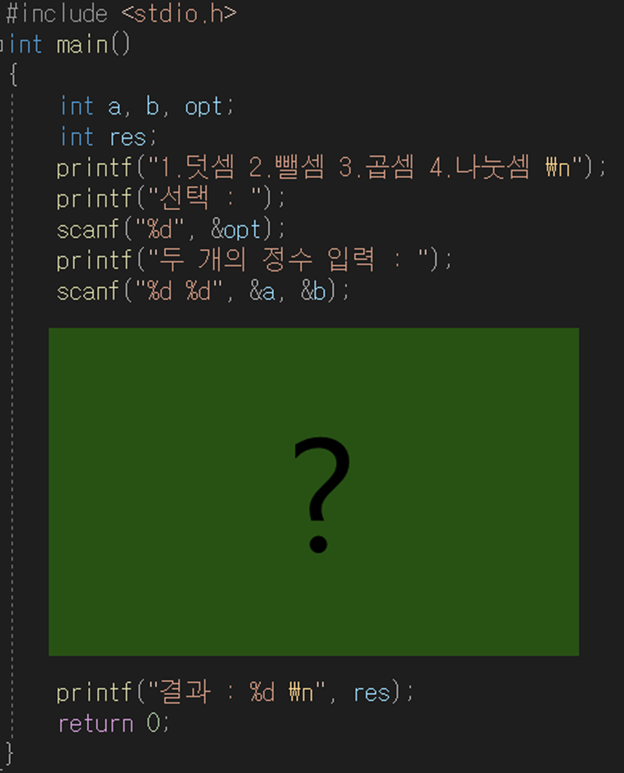 #include <stdio.h>
int main()
{
int a, b, opt;
int res;
printf("1.덧셈 2.뺄셈 3.곱셈 4.나눗셈 ₩n");
printf("선택 : ");
scanf("%d", &opt);
printf("두 개의 정수 입력 : ");
scanf("%d %d", &a, &b);
?
printf("결과 : %d ₩n", res);
return 0;
}